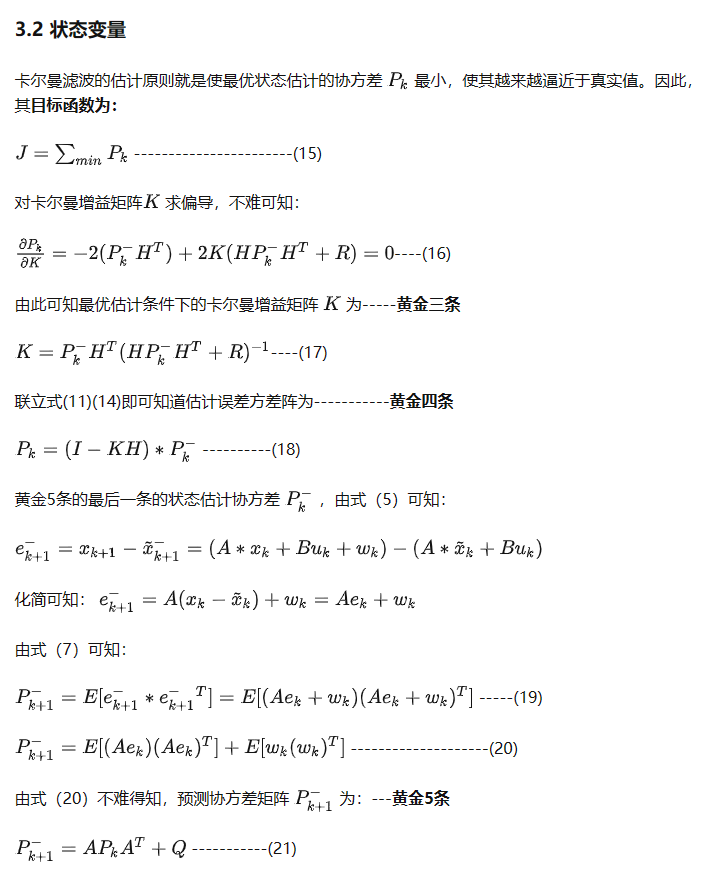 3.2 状态变量
卡尔曼滤波的估计原则就是使最优状态估计的协方差 $P_k$ 最小，使其越来越逼近于真实值。因此，
其目标函数为：
$J = \sum_{min} P_k$ -----------------------(15)
对卡尔曼增益矩阵$K$ 求偏导，不难可知：
$\frac{\partial P_k}{\partial K} = -2(P_k^- H^T) + 2K(HP_k^- H^T + R) = 0$----(16)
由此可知最优估计条件下的卡尔曼增益矩阵 $K$ 为-----黄金三条
$K = P_k^- H^T (HP_k^- H^T + R)^{-1}$----(17)
联立式(11)(14)即可知道估计误差方差阵为-----------黄金四条
$P_k = (I - KH) * P_k^-$ ----------(18)
黄金5条的最后一条的状态估计协方差 $P_k^-$ ，由式（5）可知：
$e_{k+1}^- = x_{k+1} - \tilde{x}_{k+1}^- = (A * x_k + Bu_k + w_k) - (A * \tilde{x}_k + Bu_k)$
化简可知： $e_{k+1}^- = A(x_k - \tilde{x}_k) + w_k = Ae_k + w_k$
由式（7）可知：
$P_{k+1}^- = E[e_{k+1}^- * {e_{k+1}^-}^T] = E[(Ae_k + w_k)(Ae_k + w_k)^T]$ -----(19)
$P_{k+1}^- = E[(Ae_k)(Ae_k)^T] + E[w_k(w_k)^T]$ --------------------(20)
由式（20）不难得知，预测协方差矩阵 $P_{k+1}^-$ 为：---黄金5条
$P_{k+1}^- = AP_kA^T + Q$ -----------(21)